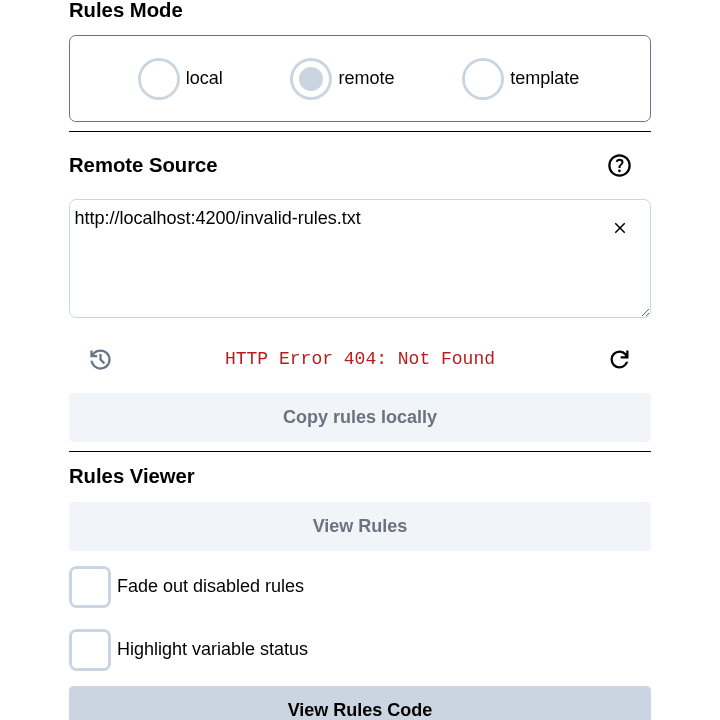 Rules Mode
local
remote
template
Remote Source
http://localhost:4200/invalid-rules.txt
HTTP Error 404: Not Found
Copy rules locally
Rules Viewer
View Rules
Fade out disabled rules
Highlight variable status
View Rules Code